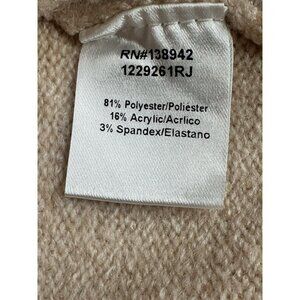 RN#138942
1229261RJ
81% Polyester/Poliester
16% Acrylic/Acrlico
3% Spandex/Elastano